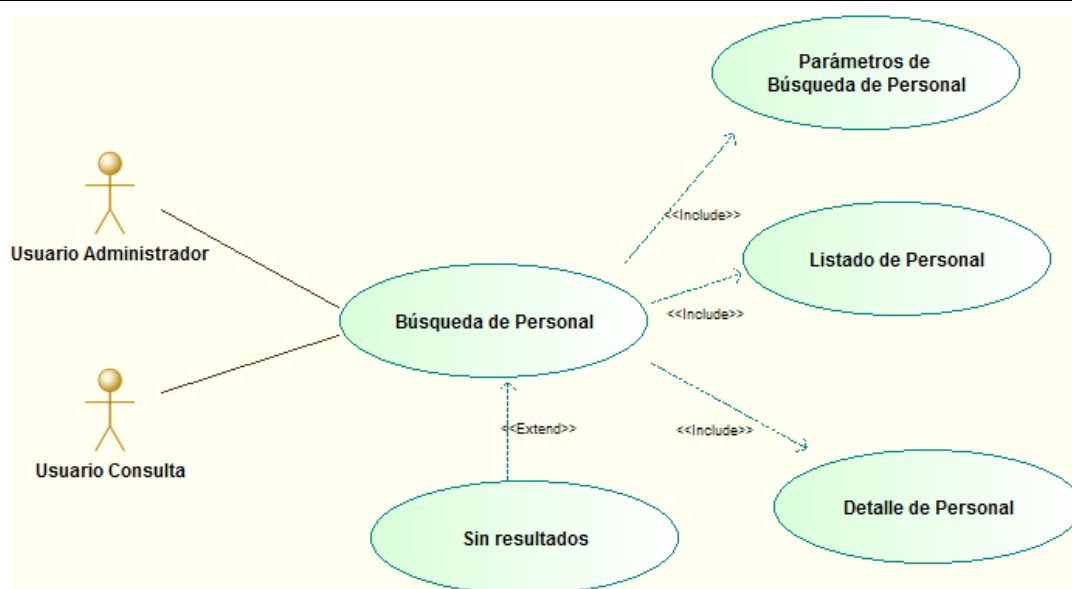 Parámetros de
Búsqueda de Personal
<<Include>>
Usuario Administrador
Listado de Personal
<<Include>>
Búsqueda de Personal
<<Include>>
<<Extend>>
Usuario Consulta
Detalle de Personal
Sin resultados